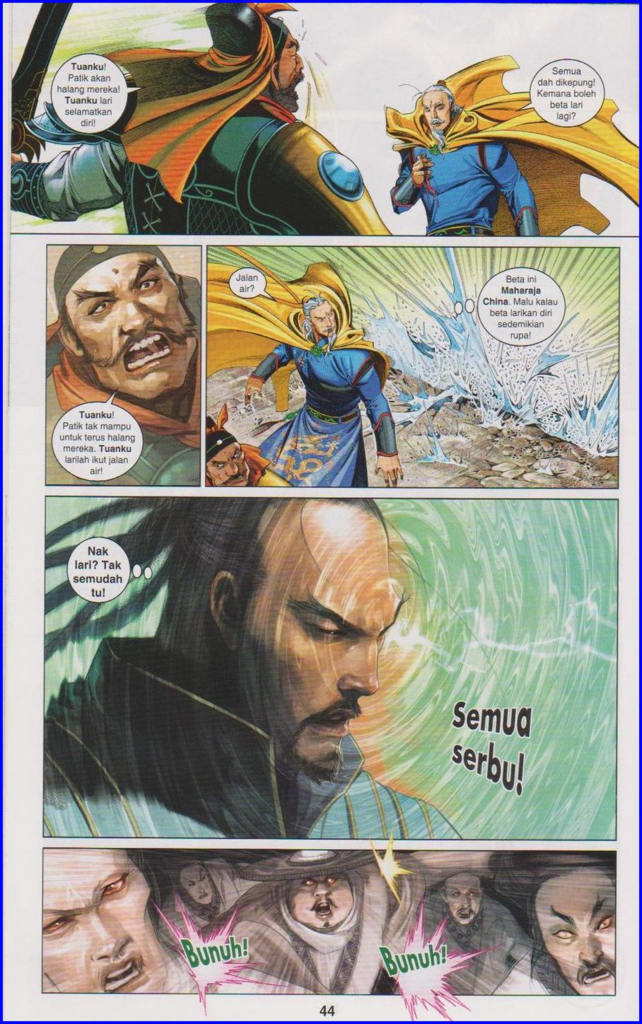 Tuanku!
Patik akan
halang mereka!
Tuanku lari
selamatkan
diri!
Semua
dah dikepung!
Kemana boleh
beta lari
lagi?
Tuanku!
Patik tak mampu
untuk terus halang
mereka. Tuanku
larilah ikut jalan
air!
Jalan
air?
Beta ini
Maharaja
China. Malu kalau
beta larikan diri
sedemikian
rupa!
Nak
lari? Tak
semudah
tu!
Semua
serbu!
Bunuh!
Bunuh!
44